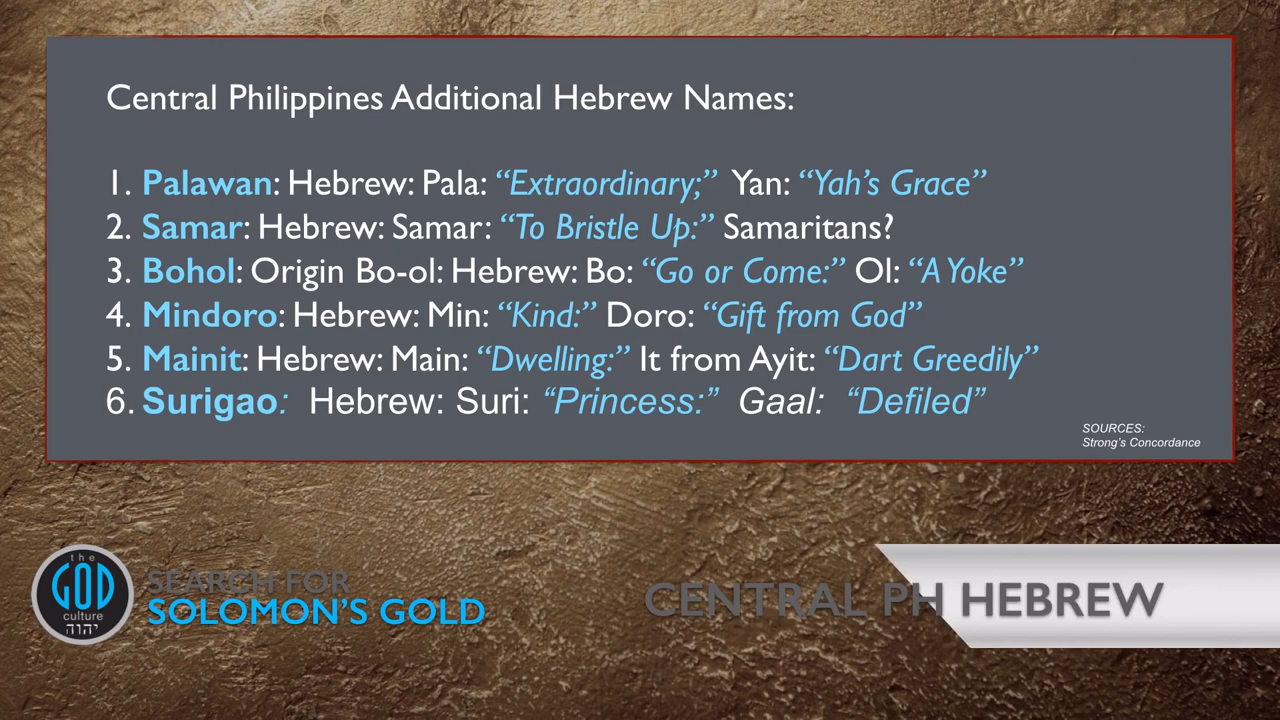 Central Philippines Additional Hebrew Names:
1. Palawan: Hebrew: Pala: “Extraordinary;” Yan: “Yah’s Grace”
2. Samar: Hebrew: Samar: “To Bristle Up:” Samaritans?
3. Bohol: Origin Bo-ol: Hebrew: Bo: “Go or Come:” Ol: “A Yoke”
4. Mindoro: Hebrew: Min: “Kind:” Doro: “Gift from God”
5. Mainit: Hebrew: Main: “Dwelling:” It from Ayit: “Dart Greedily”
6. Surigao: Hebrew: Suri: “Princess:” Gaal: “Defiled”
SOURCES:
Strong’s Concordance
the
GOD
culture
יהוה
SEARCH FOR
SOLOMON’S GOLD
CENTRAL PH HEBREW